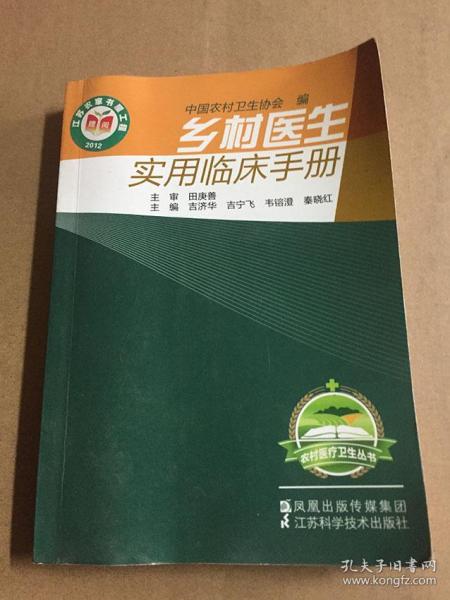 江苏农家书屋工程
建阅
2012
中国农村卫生协会 编
乡村医生
实用临床手册
主 审 田庚善
主 编 吉济华 吉宁飞 韦镕澄 秦晓红
农村医疗卫生丛书
凤凰出版传媒集团
江苏科学技术出版社
孔夫子旧书网
www.kongfz.com